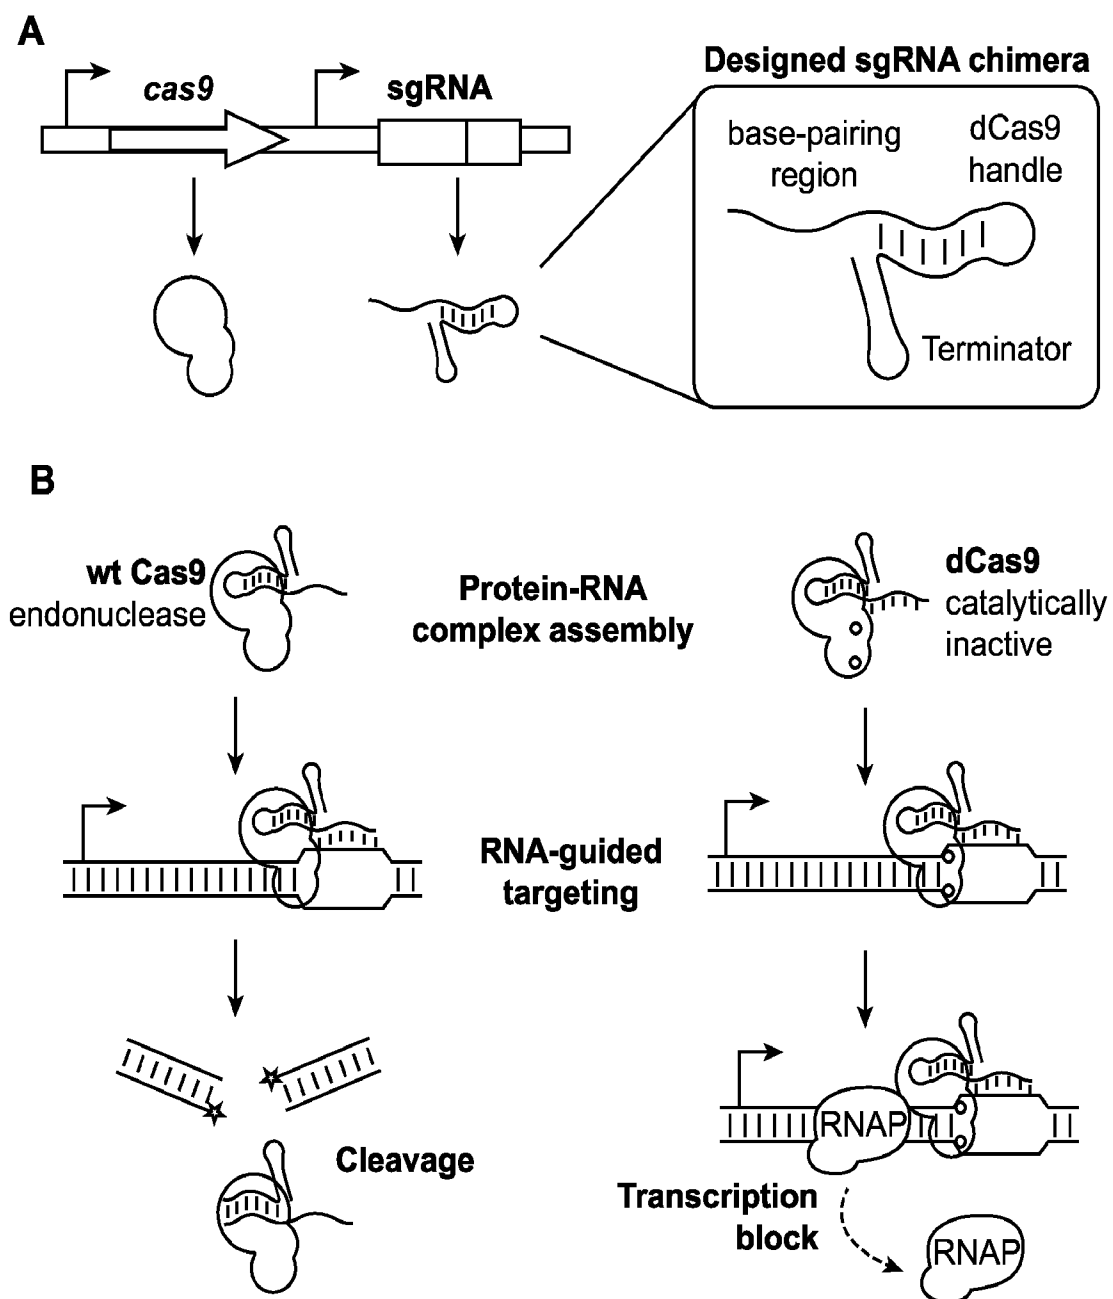 A
cas9
sgRNA
Designed sgRNA chimera
base-pairing
region
dCas9
handle
Terminator
B
wt Cas9
endonuclease
Protein-RNA
complex assembly
dCas9
catalytically
inactive
RNA-guided
targeting
Cleavage
RNAP
Transcription
block
RNAP